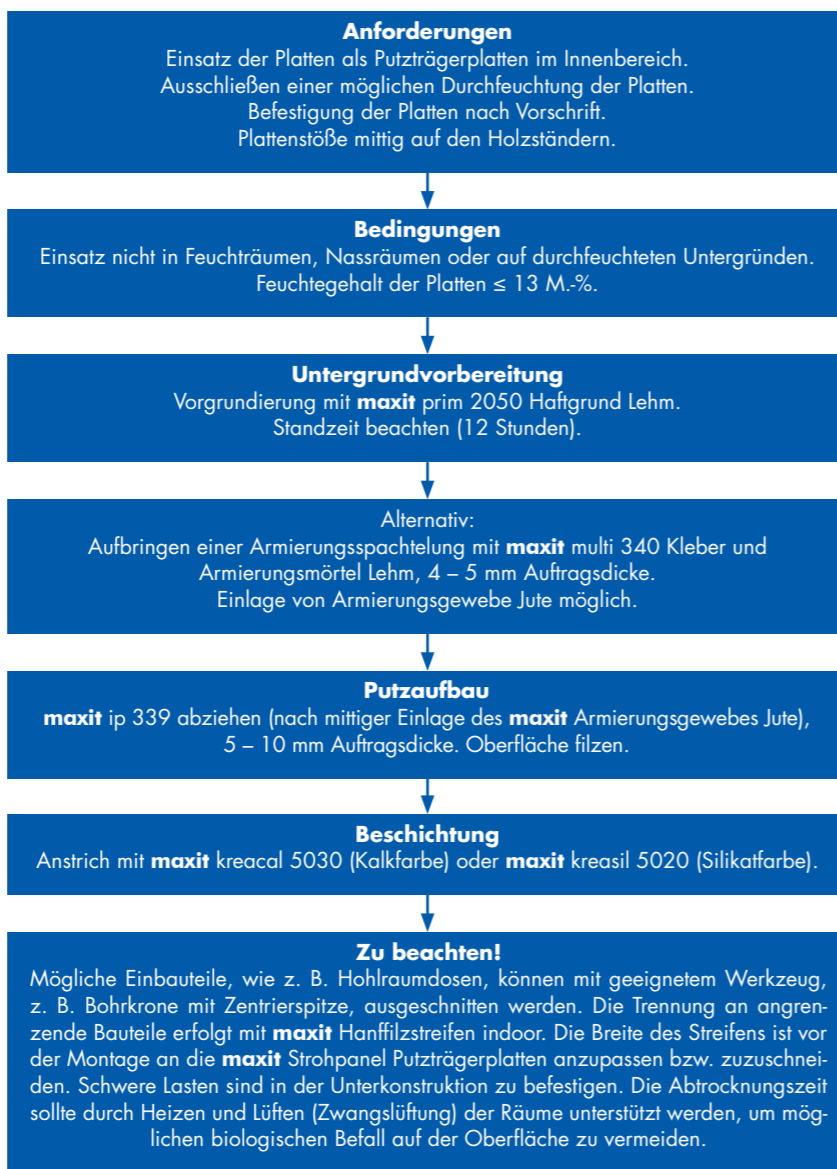 Anforderungen
Einsatz der Platten als Putzträgerplatten im Innenbereich.
Ausschließen einer möglichen Durchfeuchtung der Platten.
Befestigung der Platten nach Vorschrift.
Plattenstöße mittig auf den Holzständern.
Bedingungen
Einsatz nicht in Feuchträumen, Nassräumen oder auf durchfeuchteten Untergründen.
Feuchtegehalt der Platten ≤ 13 M.-%.
Untergrundvorbereitung
Vorgrundierung mit maxit prim 2050 Haftgrund Lehm.
Standzeit beachten (12 Stunden).
Alternativ:
Aufbringen einer Armierungsspachtelung mit maxit multi 340 Kleber und
Armierungsmörtel Lehm, 4 – 5 mm Auftragsdicke.
Einlage von Armierungsgewebe Jute möglich.
Putzaufbau
maxit ip 339 abziehen (nach mittiger Einlage des maxit Armierungsgewebes Jute),
5 – 10 mm Auftragsdicke. Oberfläche filzen.
Beschichtung
Anstrich mit maxit kreacal 5030 (Kalkfarbe) oder maxit kreasil 5020 (Silikatfarbe).
Zu beachten!
Mögliche Einbauteile, wie z. B. Hohlraumdosen, können mit geeignetem Werkzeug,
z. B. Bohrkrone mit Zentrierspitze, ausgeschnitten werden. Die Trennung an angren-
zende Bauteile erfolgt mit maxit Hanffilzstreifen indoor. Die Breite des Streifens ist vor
der Montage an die maxit Strohpanel Putzträgerplatten anzupassen bzw. zuzuschnei-
den. Schwere Lasten sind in der Unterkonstruktion zu befestigen. Die Abtrocknungszeit
sollte durch Heizen und Lüften (Zwangslüftung) der Räume unterstützt werden, um mög-
lichen biologischen Befall auf der Oberfläche zu vermeiden.